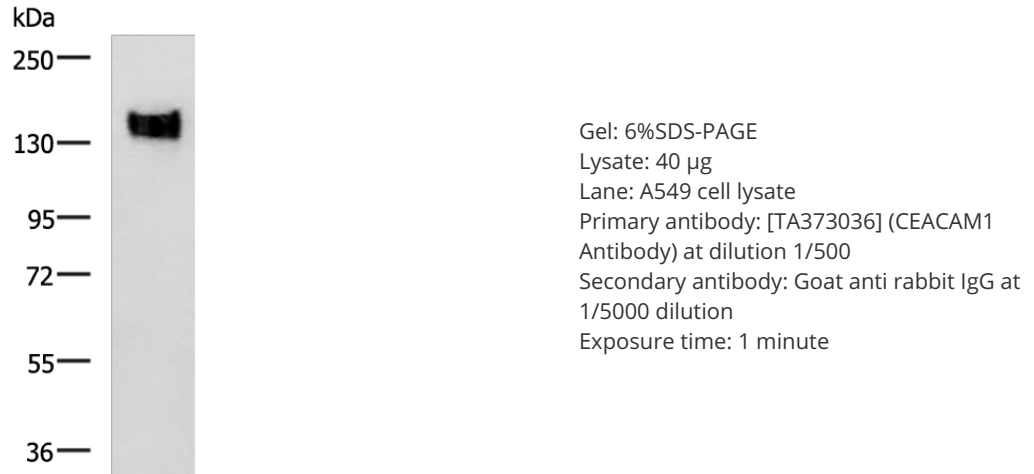 kDa
250
130
95
72
55
36
Gel: 6%SDS-PAGE
Lysate: 40 µg
Lane: A549 cell lysate
Primary antibody: [TA373036] (CEACAM1
Antibody) at dilution 1/500
Secondary antibody: Goat anti rabbit IgG at
1/5000 dilution
Exposure time: 1 minute